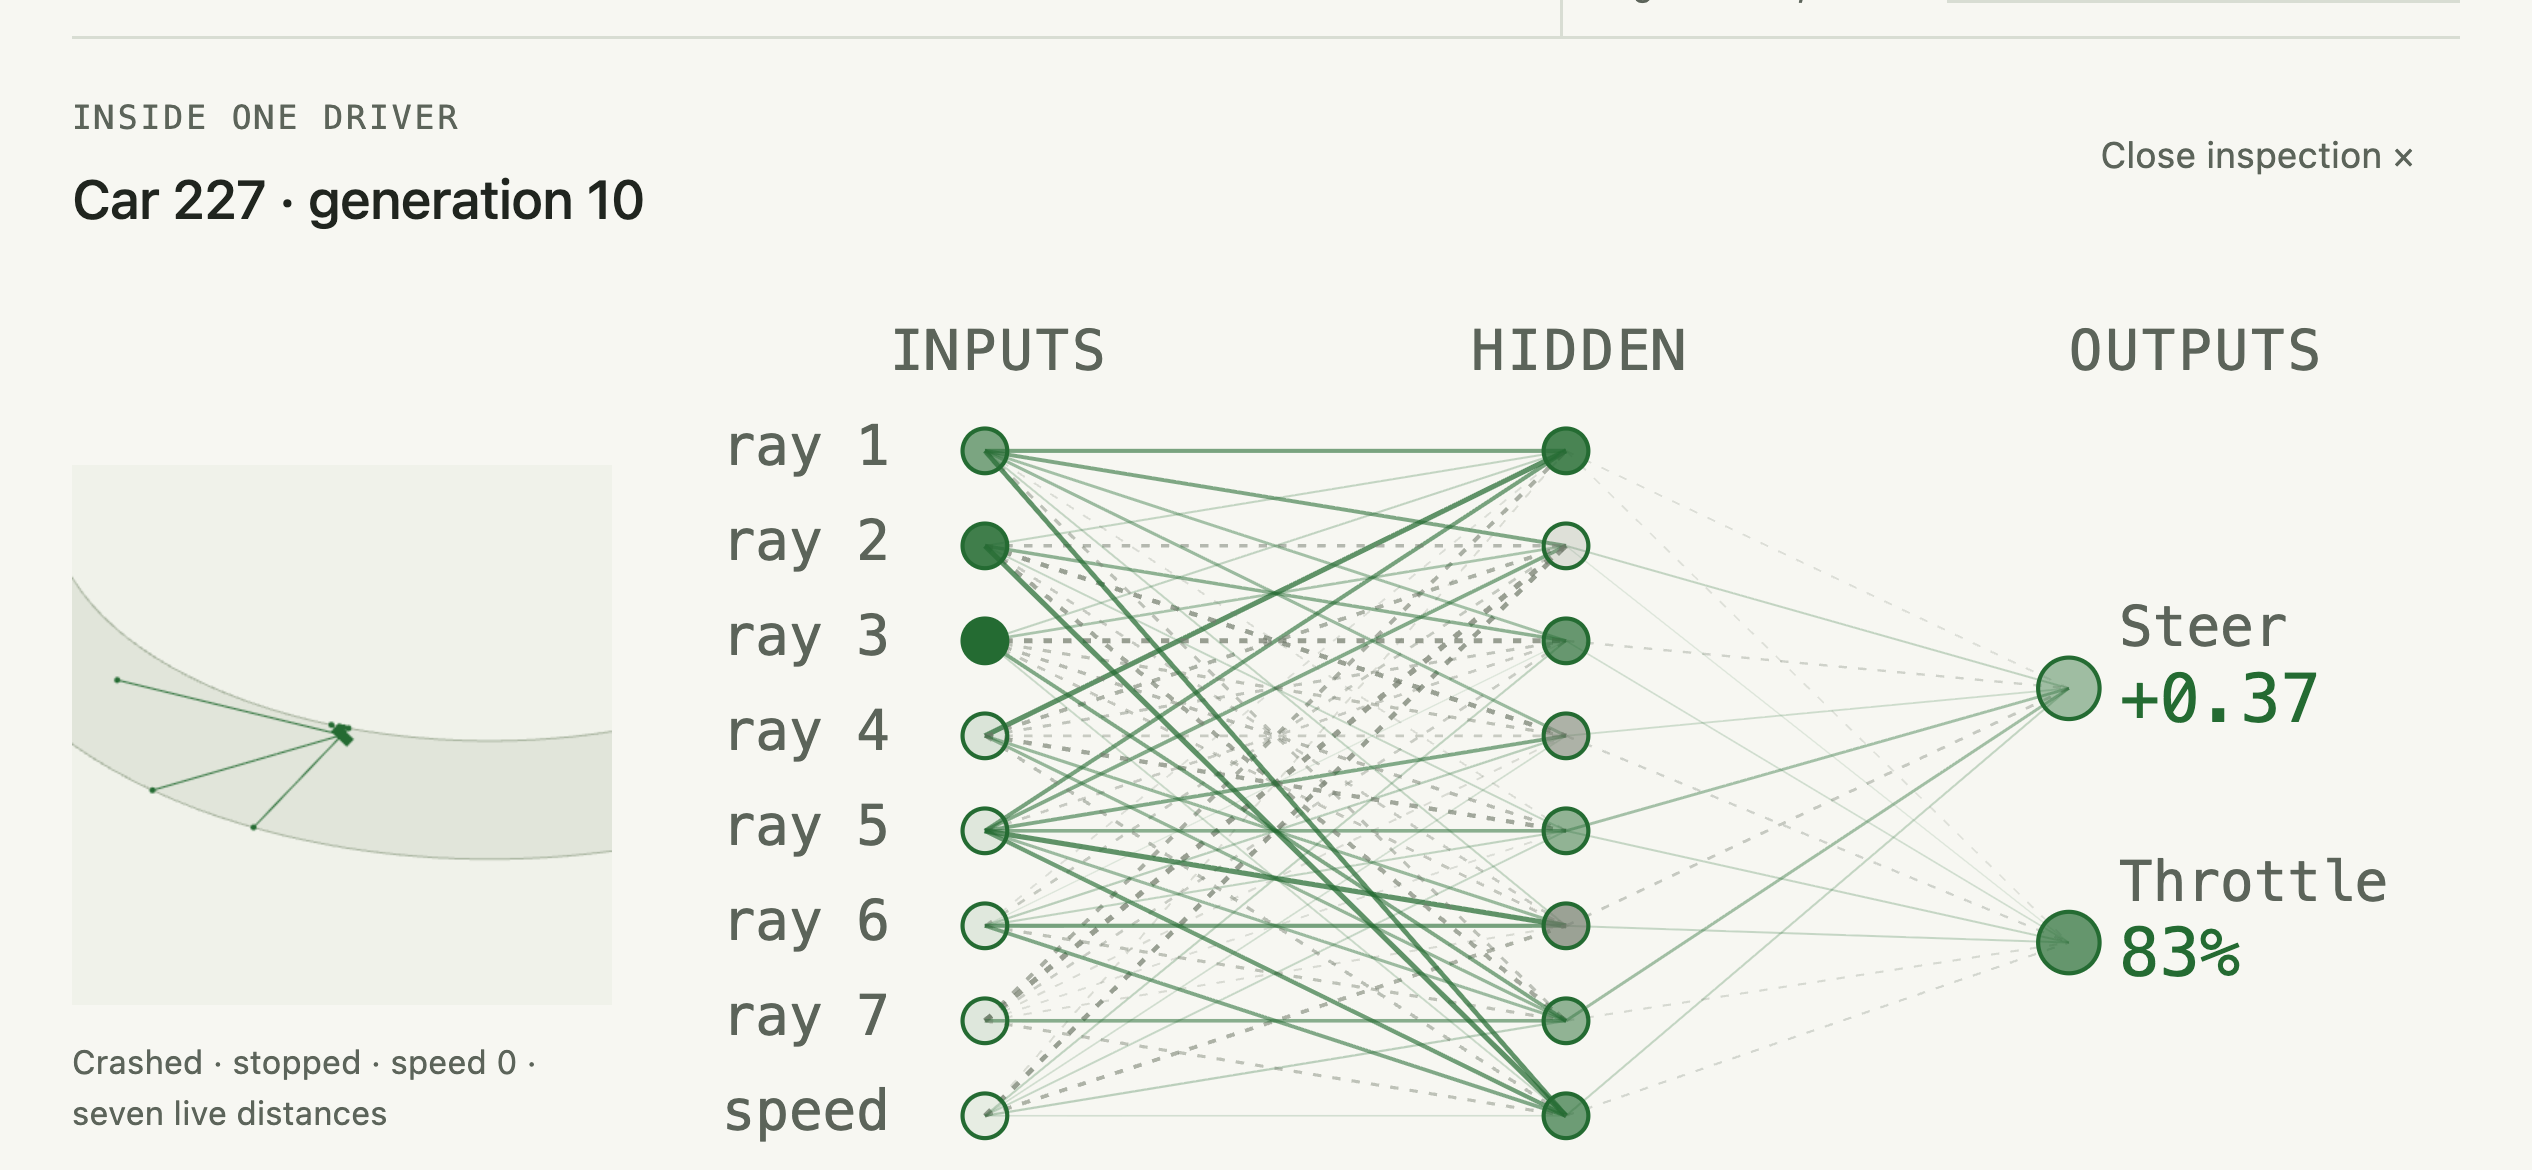 INSIDE ONE DRIVER
Car 227 · generation 10
Close inspection ×
INPUTS
HIDDEN
OUTPUTS
ray 1
ray 2
ray 3
ray 4
ray 5
ray 6
ray 7
speed
Steer
+0.37
Throttle
83%
Crashed · stopped · speed 0 ·
seven live distances